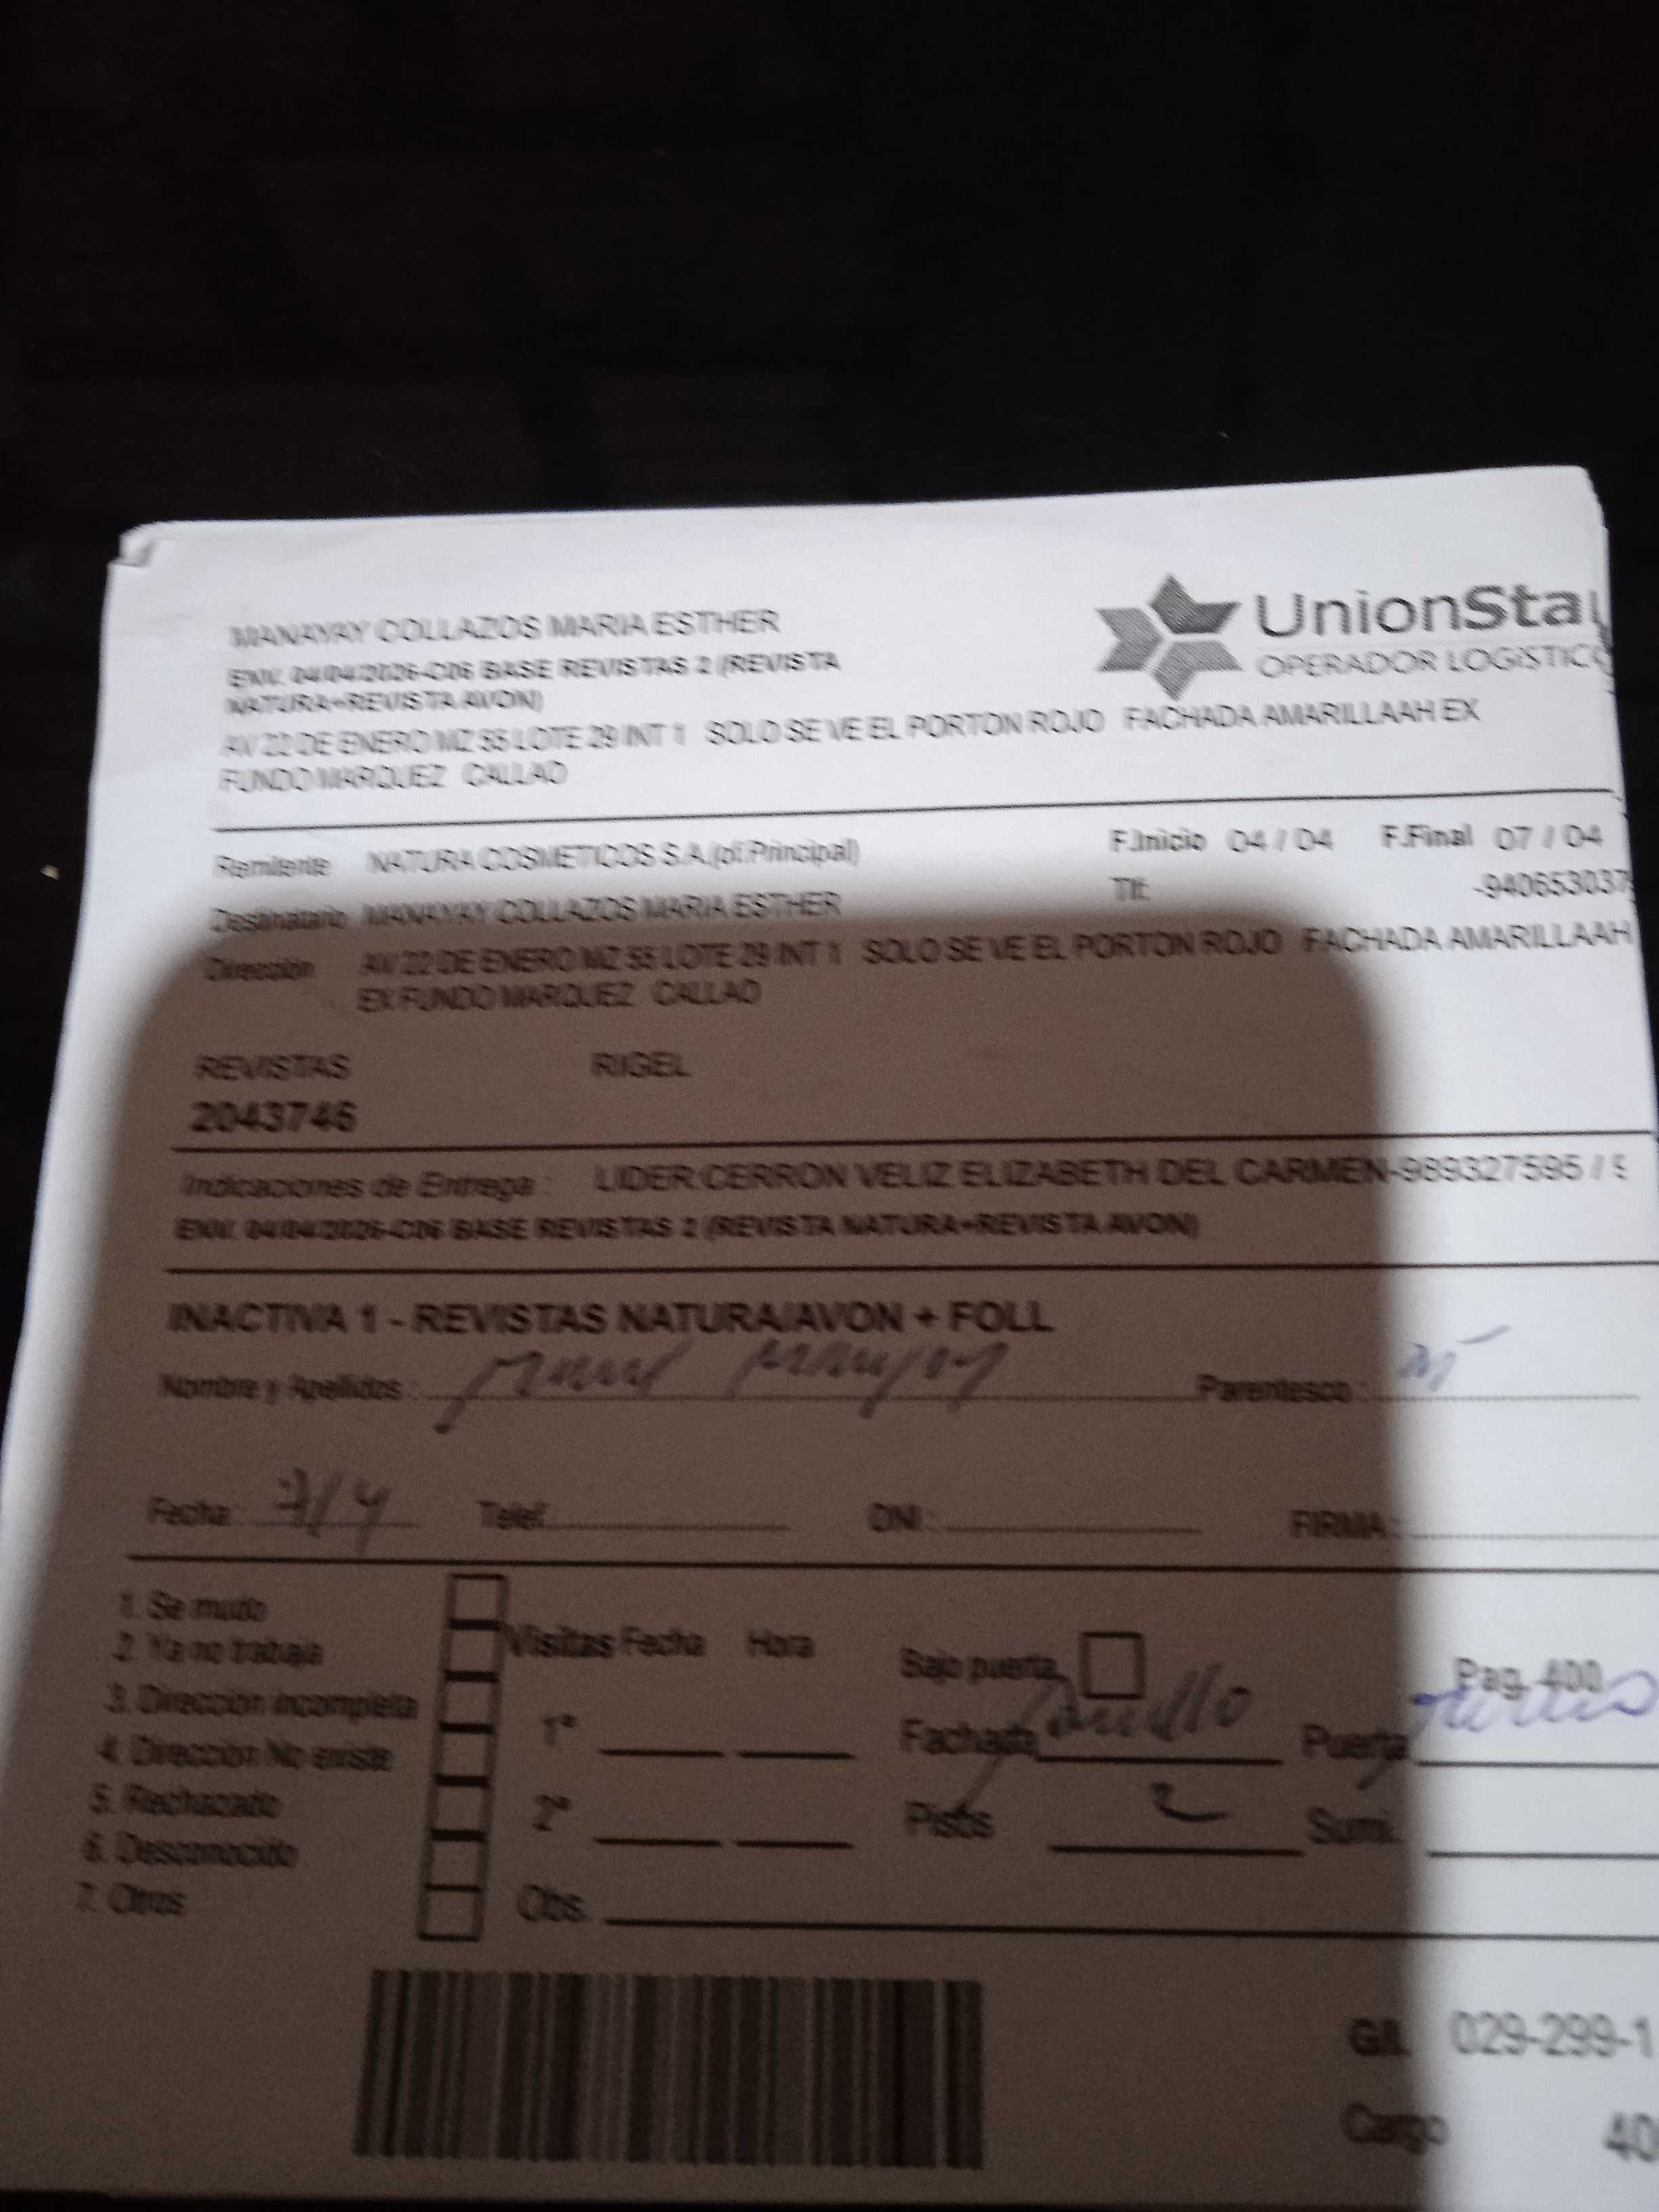 MANAYAY COLLAZOS MARIA ESTHER
ENV. 04/04/2026-C06 BASE REVISTAS 2 (REVISTA
NATURA+REVISTA AVON)
AV 22 DE ENERO MZ 55 LOTE 29 INT 1 SOLO SE VE EL PORTON ROJO FACHADA AMARILLAAH EX
FUNDO MARQUEZ CALLAO
UnionSta
OPERADOR LOGISTICO
Remitente NATURA COSMETICOS S.A.(of.Principal) F.Inicio 04 / 04 F.Final 07 / 04
Destinatario MANAYAY COLLAZOS MARIA ESTHER Tlf: -940653037
Dirección AV 22 DE ENERO MZ 55 LOTE 29 INT 1 SOLO SE VE EL PORTON ROJO FACHADA AMARILLAAH
EX FUNDO MARQUEZ CALLAO
REVISTAS RIGEL
2043746
Indicaciones de Entrega : LIDER:CERRON VELIZ ELIZABETH DEL CARMEN-989327595 /
ENV. 04/04/2026-C06 BASE REVISTAS 2 (REVISTA NATURA+REVISTA AVON)
INACTIVA 1 - REVISTAS NATURA/AVON + FOLL
Nombre y Apellidos : Parentesco :
Fecha : 7/4 Telef. DNI : FIRMA :
1. Se mudo
2. Ya no trabaja
3. Dirección incompleta
4. Dirección No existe
5. Rechazado
6. Desconocido
7. Otros
Visitas Fecha Hora
1º
2º
Obs.
Bajo puerta
Pag. 400
Fachada Puerta
Pisos 2 Sumi.
G/L 029-299-1
Cargo 40